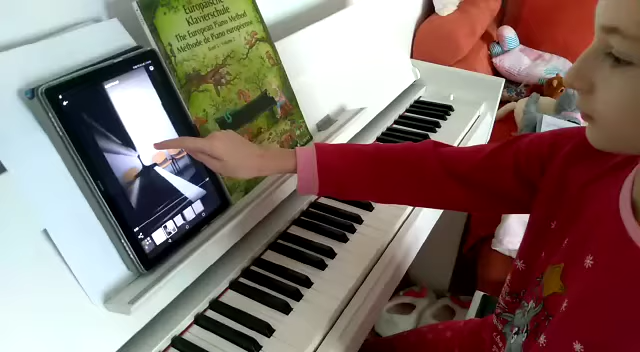 Europäische
Klavierschule
The European Piano Method
Méthode de Piano européenne